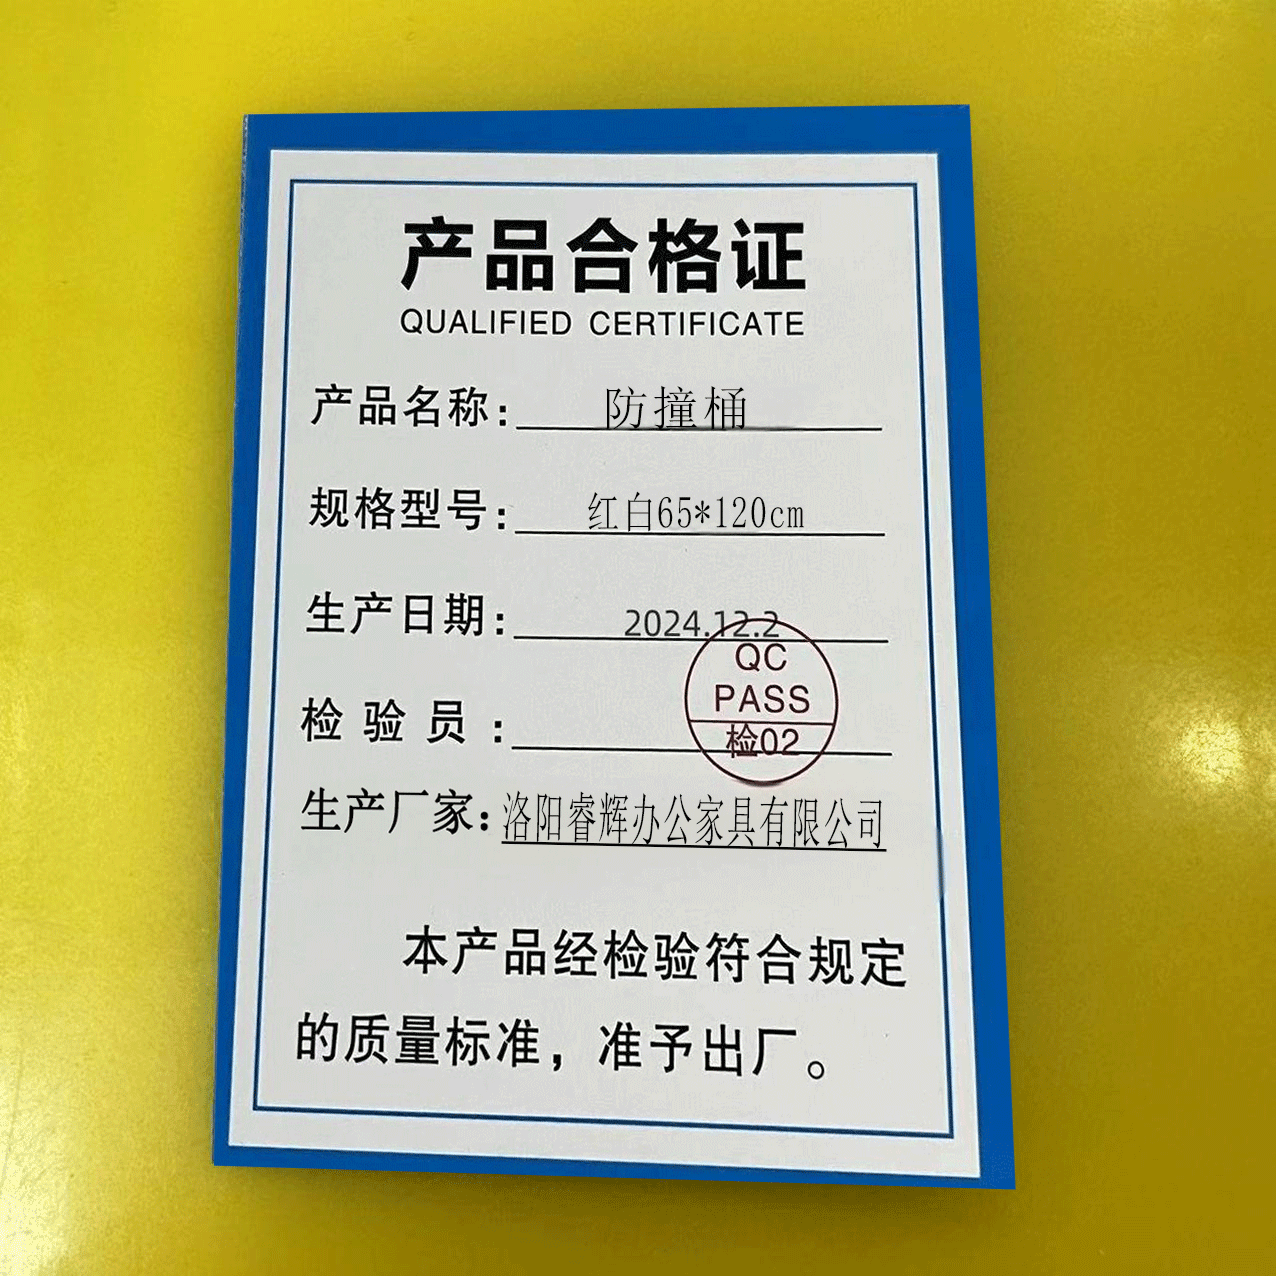 产品合格证
QUALIFIED CERTIFICATE
产品名称：防撞桶
规格型号：红白65*120cm
生产日期：2024.12.2
QC
PASS
检验员：检02
生产厂家：洛阳睿辉办公家具有限公司
本产品经检验符合规定
的质量标准，准予出厂。